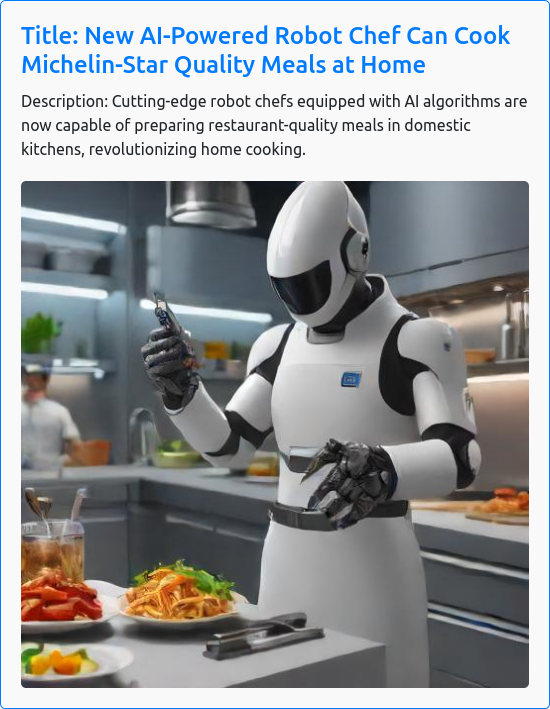 Title: New AI-Powered Robot Chef Can Cook
Michelin-Star Quality Meals at Home
Description: Cutting-edge robot chefs equipped with AI algorithms are
now capable of preparing restaurant-quality meals in domestic
kitchens, revolutionizing home cooking.